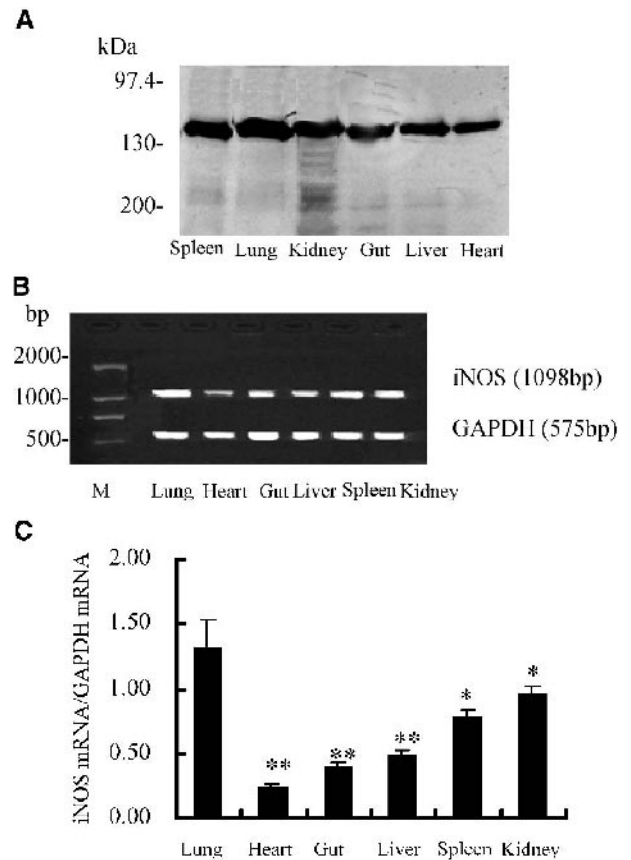 A
kDa
97.4-
130-
200-
Spleen Lung Kidney Gut Liver Heart
B
bp
2000-
1000-
500-
iNOS (1098bp)
GAPDH (575bp)
M Lung Heart Gut Liver Spleen Kidney
C
iNOS mRNA/GAPDH mRNA
2.00
1.50
1.00
0.50
0.00
** ** ** * *
Lung Heart Gut Liver Spleen Kidney